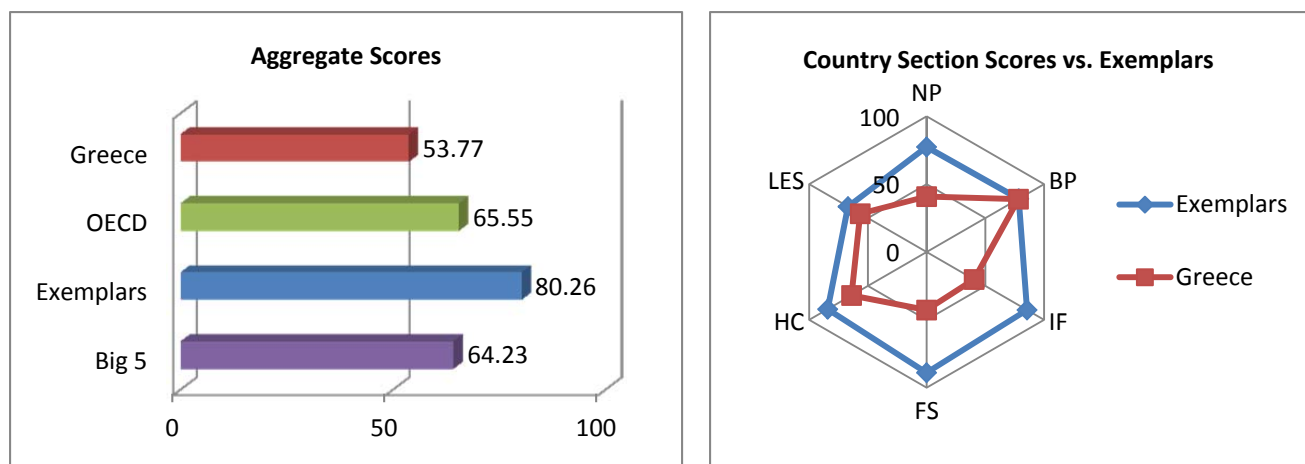 Aggregate Scores
Greece
53.77
OECD
65.55
Exemplars
80.26
Big 5
64.23
0
50
100
Country Section Scores vs. Exemplars
NP
100
LES
50
BP
0
HC
IF
FS
Exemplars
Greece